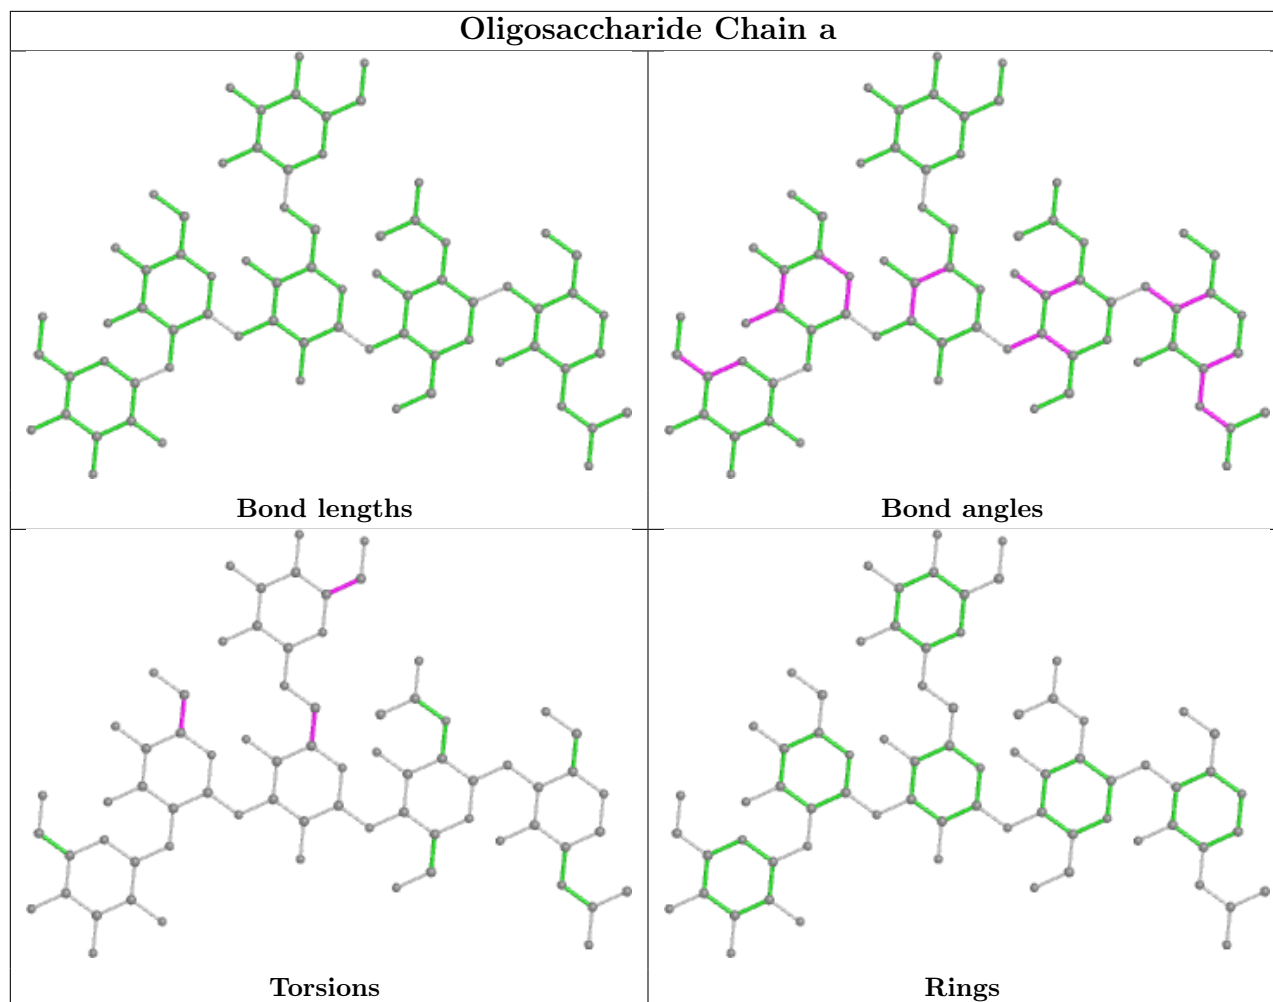 Oligosaccharide Chain a
Bond lengths
Bond angles
Torsions
Rings